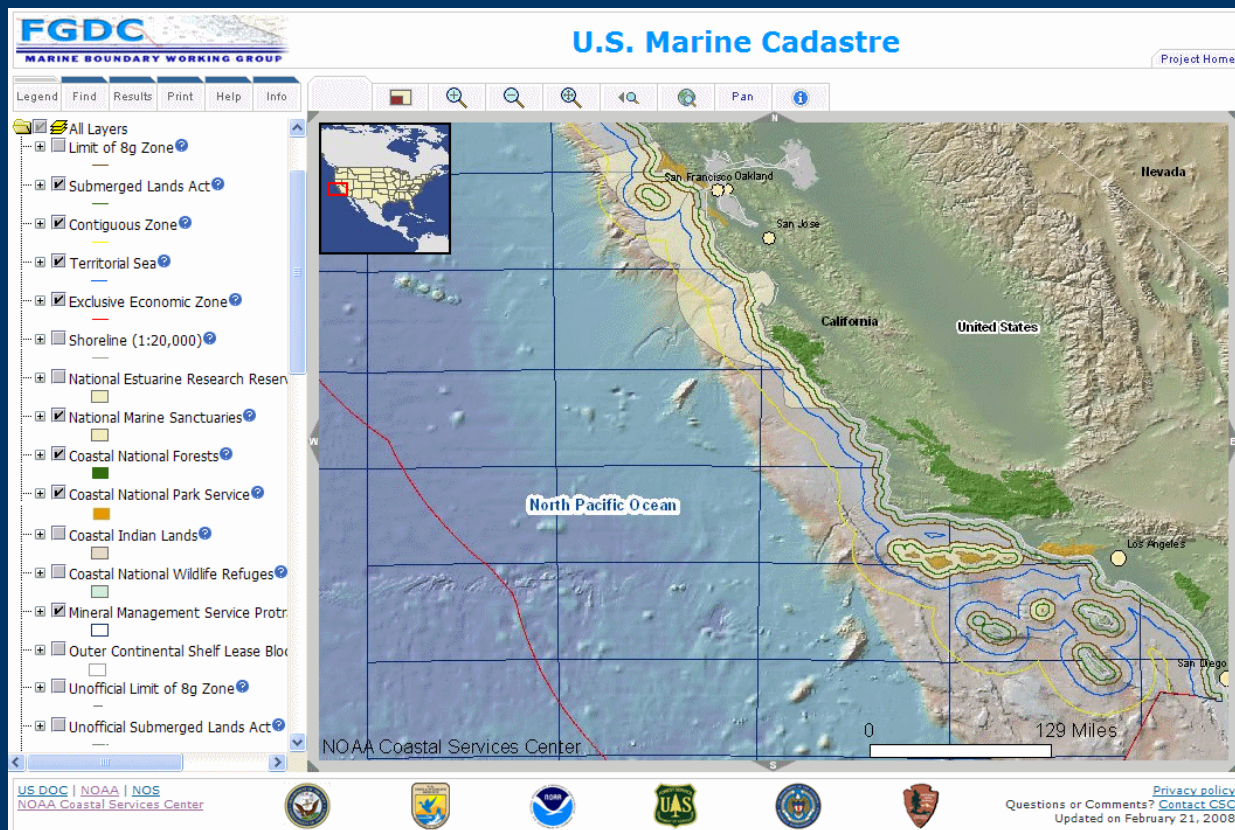 FGDC
MARINE BOUNDARY WORKING GROUP
U.S. Marine Cadastre
Project Home
Legend
Find
Results
Print
Help
Info
Pan
All Layers
Limit of 8g Zone
Submerged Lands Act
Contiguous Zone
Territorial Sea
Exclusive Economic Zone
Shoreline (1:20,000)
National Estuarine Research Reserv
National Marine Sanctuaries
Coastal National Forests
Coastal National Park Service
Coastal Indian Lands
Coastal National Wildlife Refuges
Mineral Management Service Protra
Outer Continental Shelf Lease Bloc
Unofficial Limit of 8g Zone
Unofficial Submerged Lands Act
N
W
E
S
San Francisco
Oakland
San Jose
Nevada
California
United States
North Pacific Ocean
Los Angeles
San Diego
0
129 Miles
NOAA Coastal Services Center
US DOC | NOAA | NOS
NOAA Coastal Services Center
NOAA
UAS
Privacy policy
Questions or Comments? Contact CSC
Updated on February 21, 2008